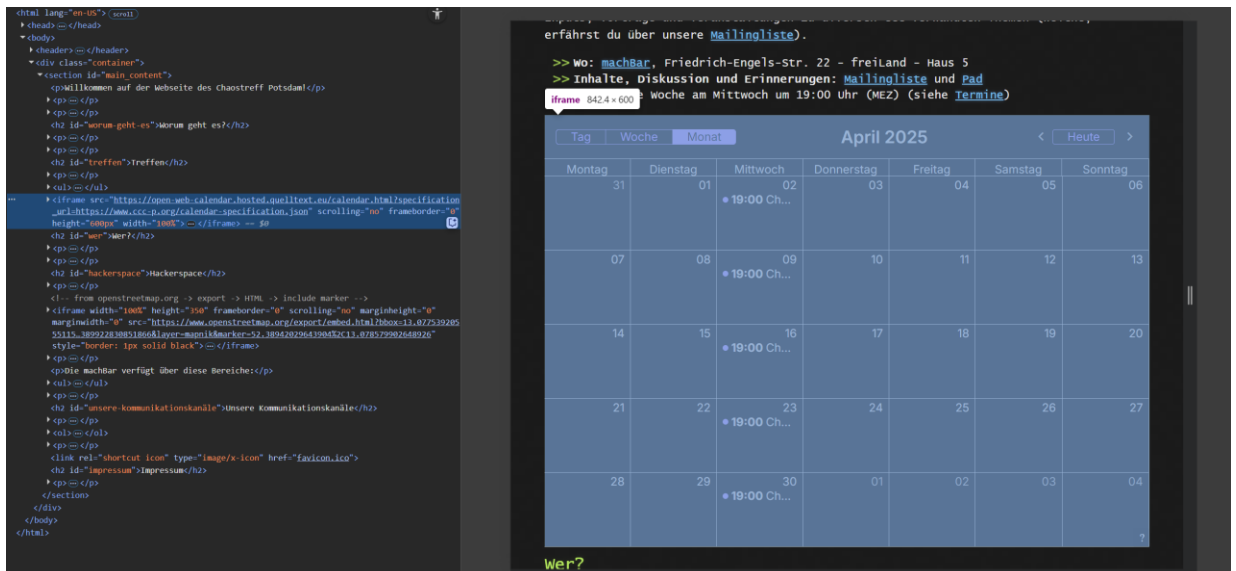 <html lang="en-US"> scroll
<head> ⋯ </head>
<body>
<header> ⋯ </header>
<div class="container">
<section id="main_content">
<p>Willkommen auf der Webseite des Chaostreff Potsdam!</p>
<p> ⋯ </p>
<p> ⋯ </p>
<h2 id="worum-geht-es">Worum geht es?</h2>
<p> ⋯ </p>
<p> ⋯ </p>
<h2 id="treffen">Treffen</h2>
<p> ⋯ </p>
<ul> ⋯ </ul>
<iframe src="https://open-web-calendar.hosted.quelltext.eu/calendar.html?specification
_url=https://www.ccc-p.org/calendar-specification.json" scrolling="no" frameborder="0"
height="600px" width="100%"> ⋯ </iframe> == $0
<h2 id="wer">Wer?</h2>
<p> ⋯ </p>
<p> ⋯ </p>
<h2 id="hackerspace">Hackerspace</h2>
<p> ⋯ </p>
<!-- from openstreetmap.org -> export -> HTML -> include marker -->
<iframe width="100%" height="350" frameborder="0" scrolling="no" marginheight="0"
marginwidth="0" src="https://www.openstreetmap.org/export/embed.html?bbox=13.077539205
55115…389922830851866&layer=mapnik&marker=52.38942029643904%2C13.078579902648926"
style="border: 1px solid black"> ⋯ </iframe>
<p> ⋯ </p>
<p>Die machBar verfügt über diese Bereiche:</p>
<ul> ⋯ </ul>
<p> ⋯ </p>
<h2 id="unsere-kommunikationskanäle">Unsere Kommunikationskanäle</h2>
<p> ⋯ </p>
<ol> ⋯ </ol>
<p> ⋯ </p>
<link rel="shortcut icon" type="image/x-icon" href="favicon.ico">
<h2 id="impressum">Impressum</h2>
<p> ⋯ </p>
</section>
</div>
</body>
</html>
erfährst du über unsere Mailingliste).
>> Wo: machBar, Friedrich-Engels-Str. 22 - freiLand - Haus 5
>> Inhalte, Diskussion und Erinnerungen: Mailingliste und Pad
iframe 842.4 × 600
Woche am Mittwoch um 19:00 Uhr (MEZ) (siehe Termine)
Tag Woche Monat April 2025 < Heute >
Montag Dienstag Mittwoch Donnerstag Freitag Samstag Sonntag
31 01 02 03 04 05 06
• 19:00 Ch...
07 08 09 10 11 12 13
• 19:00 Ch...
14 15 16 17 18 19 20
• 19:00 Ch...
21 22 23 24 25 26 27
• 19:00 Ch...
28 29 30 01 02 03 04
• 19:00 Ch...
?
Wer?